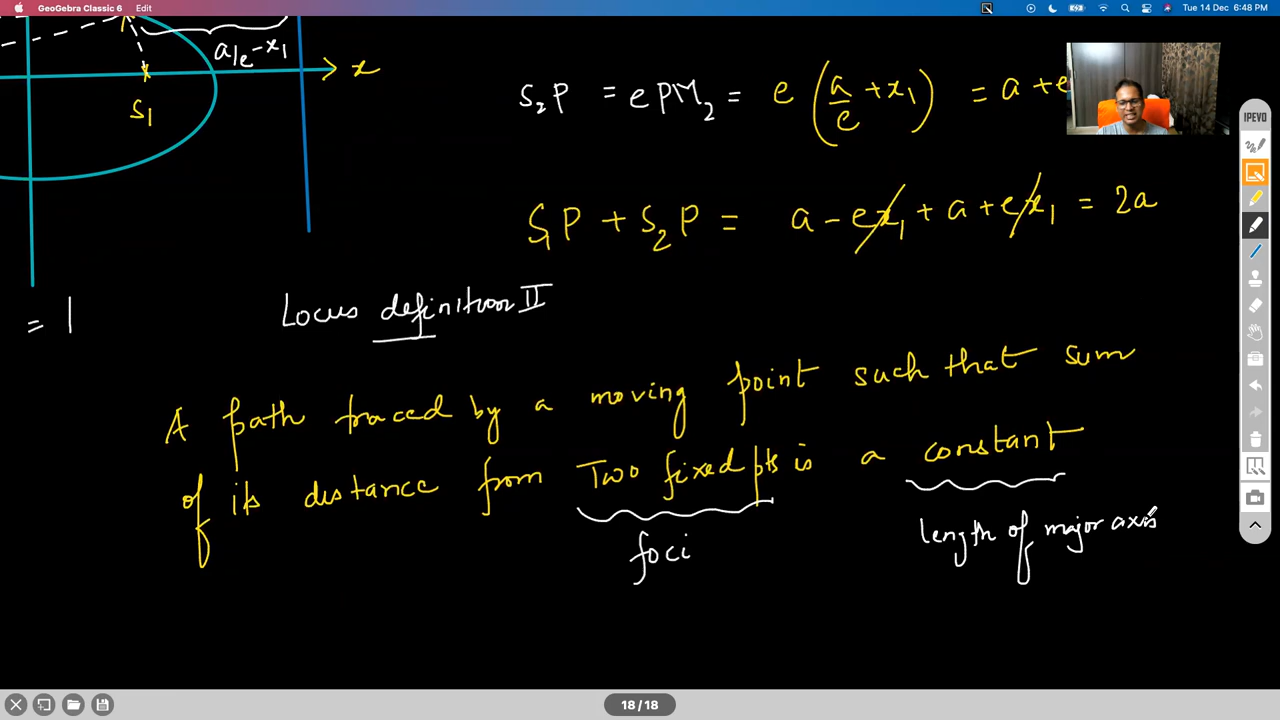 GeoGebra Classic 6 Edit
Tue 14 Dec 6:48 PM
a/e - x₁
x
S₁
S₂P = e PM₂ = e (a/e + x₁) = a + e
IPEVO
S₁P + S₂P = a - ex₁ + a + ex₁ = 2a
= 1
Locus definition II
A path traced by a moving point such that sum
of its distance from Two fixed pts is a constant
foci
length of major axis
18 / 18